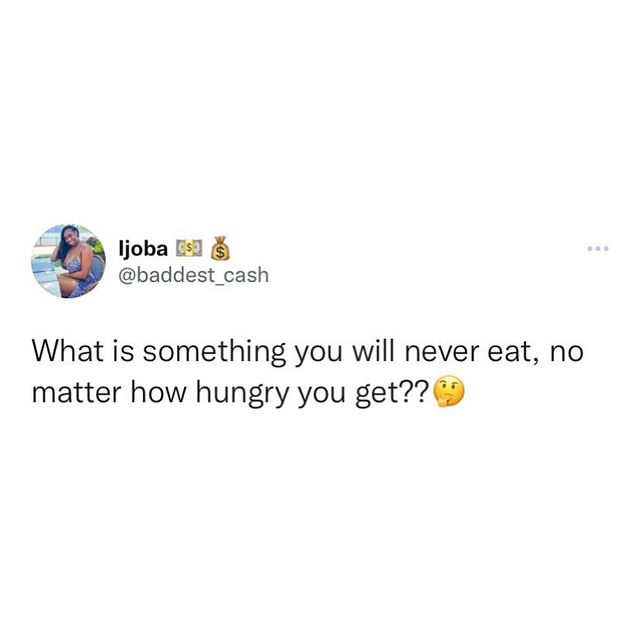 Ijoba 💵💰
@baddest_cash
What is something you will never eat, no
matter how hungry you get??🤔